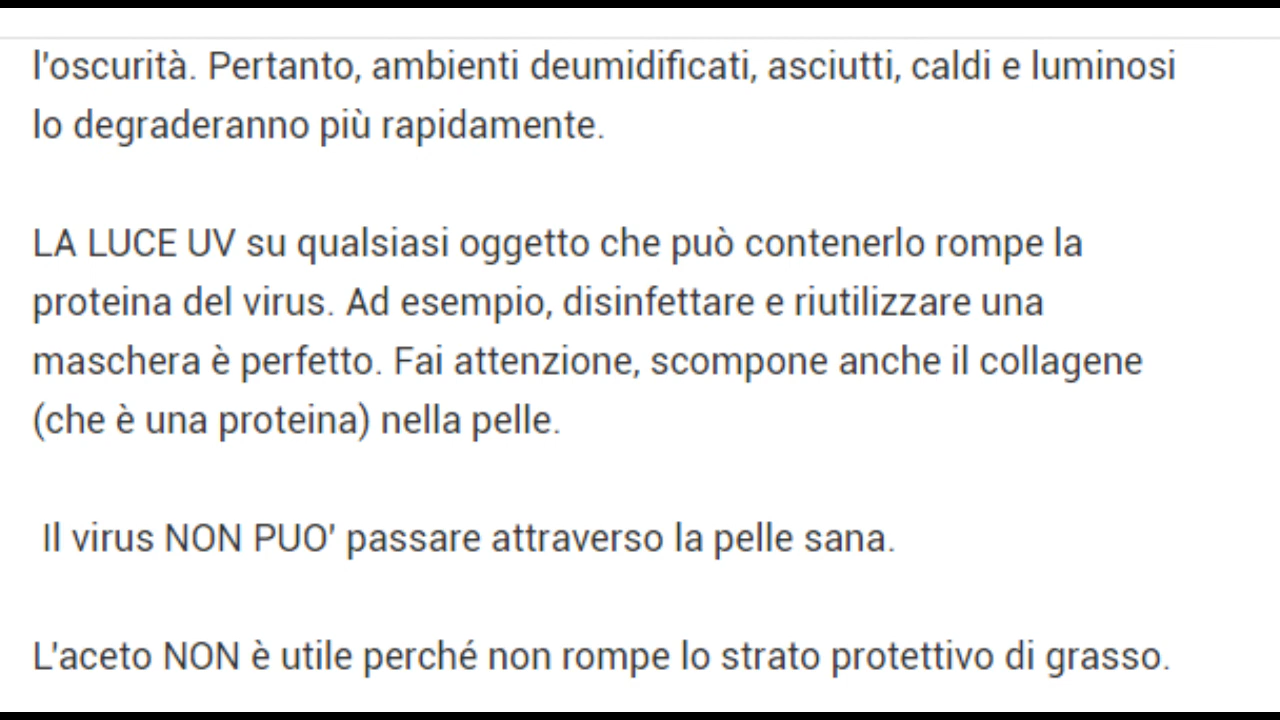 l'oscurità. Pertanto, ambienti deumidificati, asciutti, caldi e luminosi
lo degraderanno più rapidamente.
LA LUCE UV su qualsiasi oggetto che può contenerlo rompe la
proteina del virus. Ad esempio, disinfettare e riutilizzare una
maschera è perfetto. Fai attenzione, scompone anche il collagene
(che è una proteina) nella pelle.
Il virus NON PUO' passare attraverso la pelle sana.
L'aceto NON è utile perché non rompe lo strato protettivo di grasso.